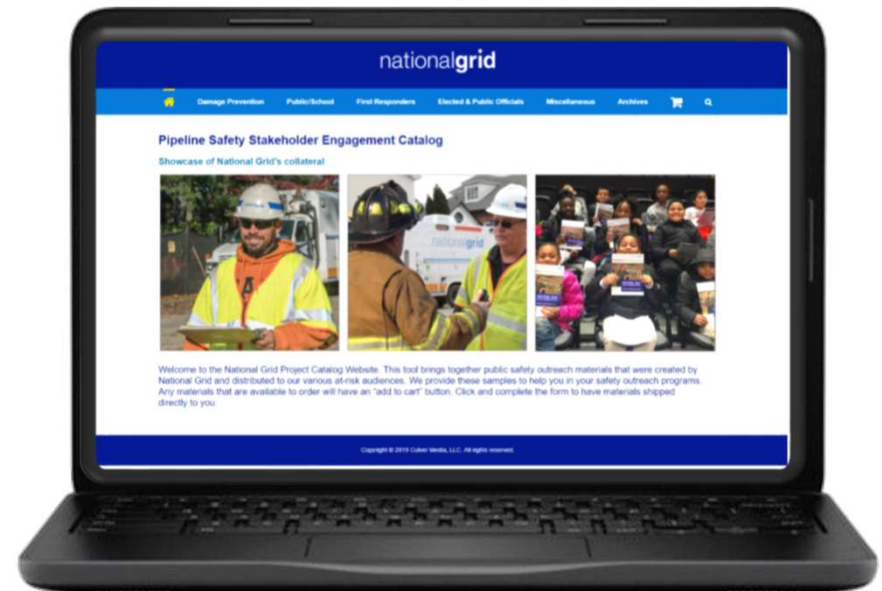 nationalgrid
Damage Prevention Public/School First Responders Elected & Public Officials Miscellaneous Archives
Pipeline Safety Stakeholder Engagement Catalog
Showcase of National Grid's collateral
nationalgrid
Welcome to the National Grid Project Catalog Website. This tool brings together public safety outreach materials that were created by
National Grid and distributed to our various at-risk audiences. We provide these samples to help you in your safety outreach programs.
Any materials that are available to order will have an "add to cart" button. Click and complete the form to have materials shipped
directly to you.
Copyright © 2019 Culver Media, LLC. All rights reserved.